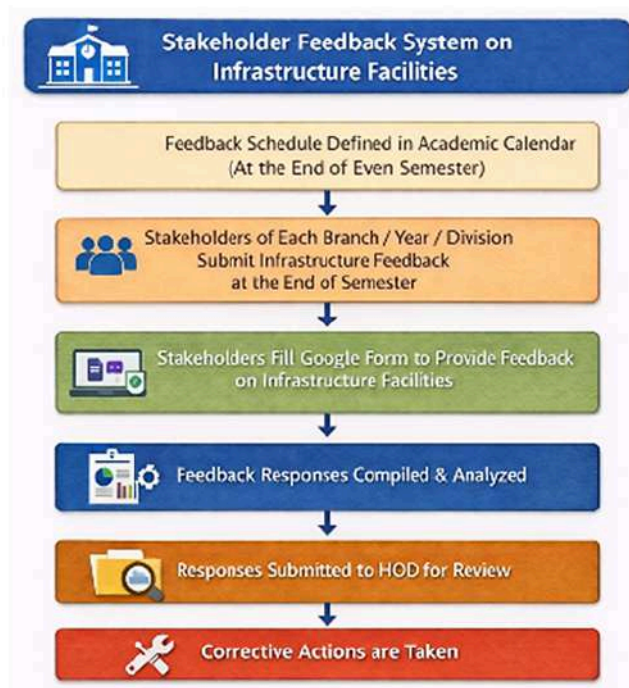 Stakeholder Feedback System on
Infrastructure Facilities
Feedback Schedule Defined in Academic Calendar
(At the End of Even Semester)
Stakeholders of Each Branch / Year / Division
Submit Infrastructure Feedback
at the End of Semester
Stakeholders Fill Google Form to Provide Feedback
on Infrastructure Facilities
Feedback Responses Compiled & Analyzed
Responses Submitted to HOD for Review
Corrective Actions are Taken